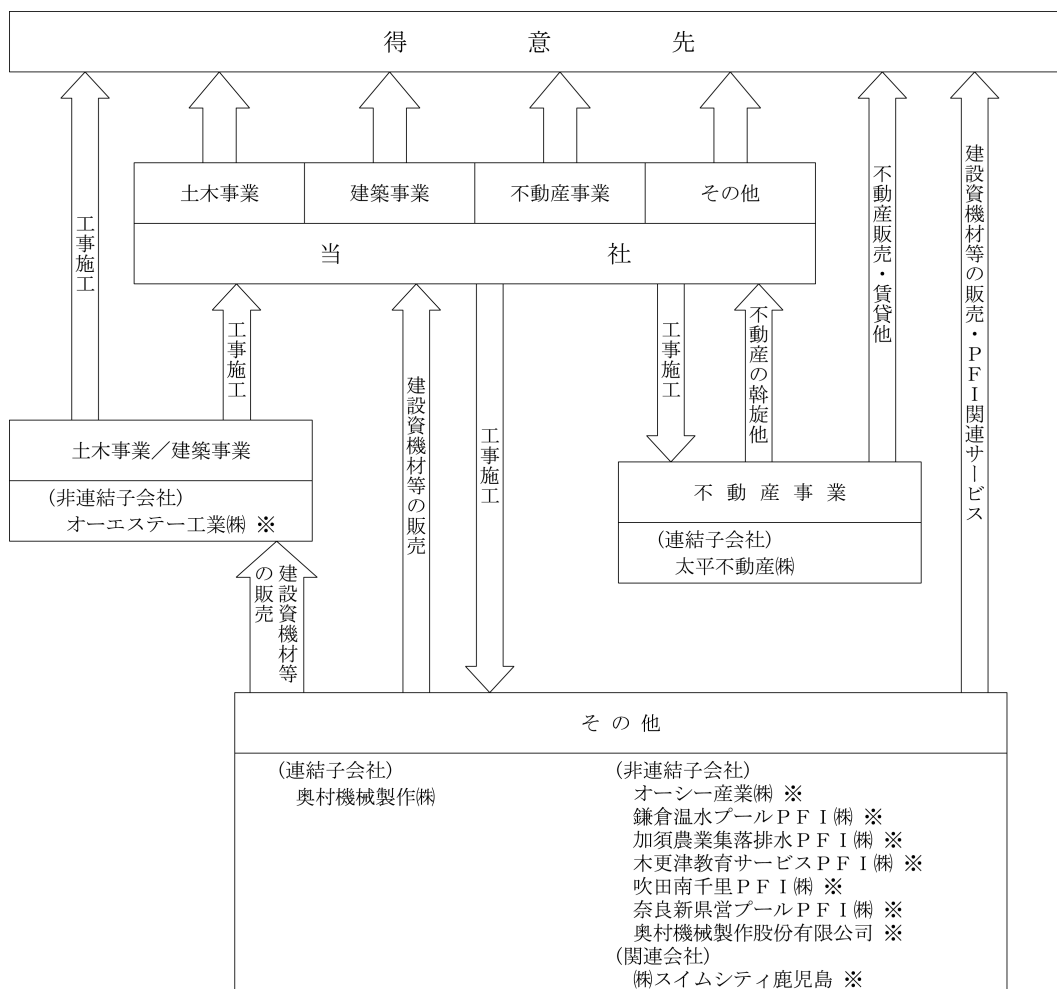 得意先
土木事業
建築事業
不動産事業
その他
当社
工事施工
工事施工
建設資機材等の販売
工事施工
工事施工
不動産の斡旋他
不動産販売・賃貸他
建設資機材等の販売・ＰＦＩ関連サービス
土木事業／建築事業
(非連結子会社)
オーエステー工業㈱ ※
不動産事業
(連結子会社)
太平不動産㈱
建設資機材等
の販売
その他
(連結子会社)
奥村機械製作㈱
(非連結子会社)
オーシー産業㈱ ※
鎌倉温水プールＰＦＩ㈱ ※
加須農業集落排水ＰＦＩ㈱ ※
木更津教育サービスＰＦＩ㈱ ※
吹田南千里ＰＦＩ㈱ ※
奈良新県営プールＰＦＩ㈱ ※
奥村機械製作股份有限公司 ※
(関連会社)
㈱スイムシティ鹿児島 ※